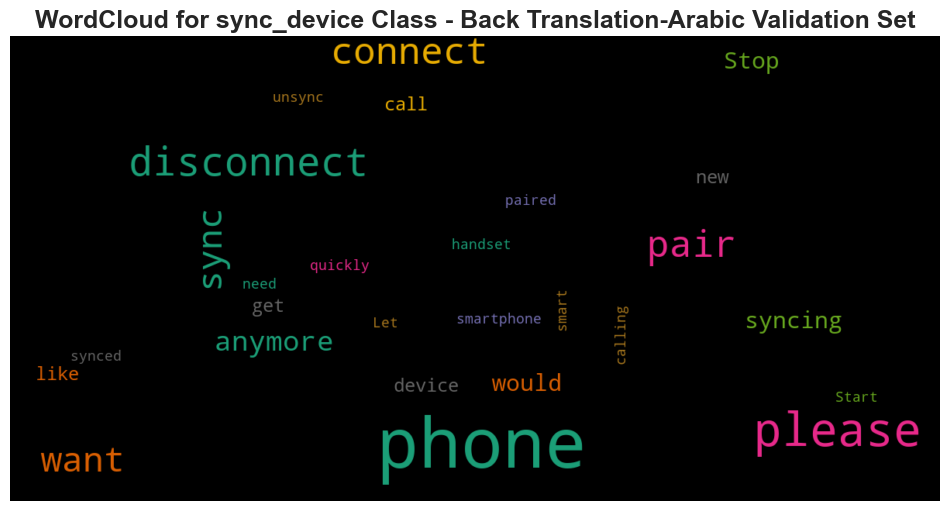 WordCloud for sync_device Class - Back Translation-Arabic Validation Set
connect
Stop
unsync
call
disconnect
new
paired
sync
handset
pair
quickly
need
get
Let
smartphone
smart
calling
syncing
anymore
synced
like
device
would
Start
want
phone
please